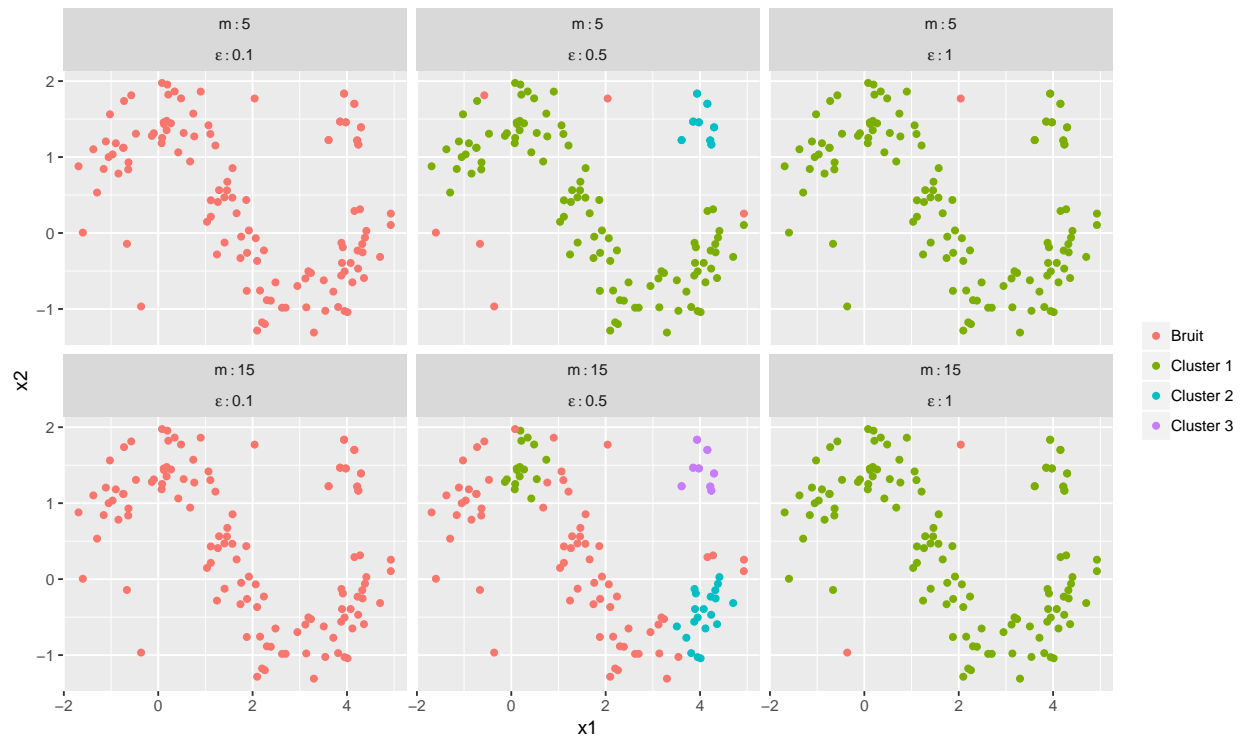 m : 5
ε : 0.1
m : 5
ε : 0.5
m : 5
ε : 1
2
1
0
−1
m : 15
ε : 0.1
m : 15
ε : 0.5
m : 15
ε : 1
2
1
0
−1
−2 0 2 4
−2 0 2 4
−2 0 2 4
x1
x2
Bruit
Cluster 1
Cluster 2
Cluster 3